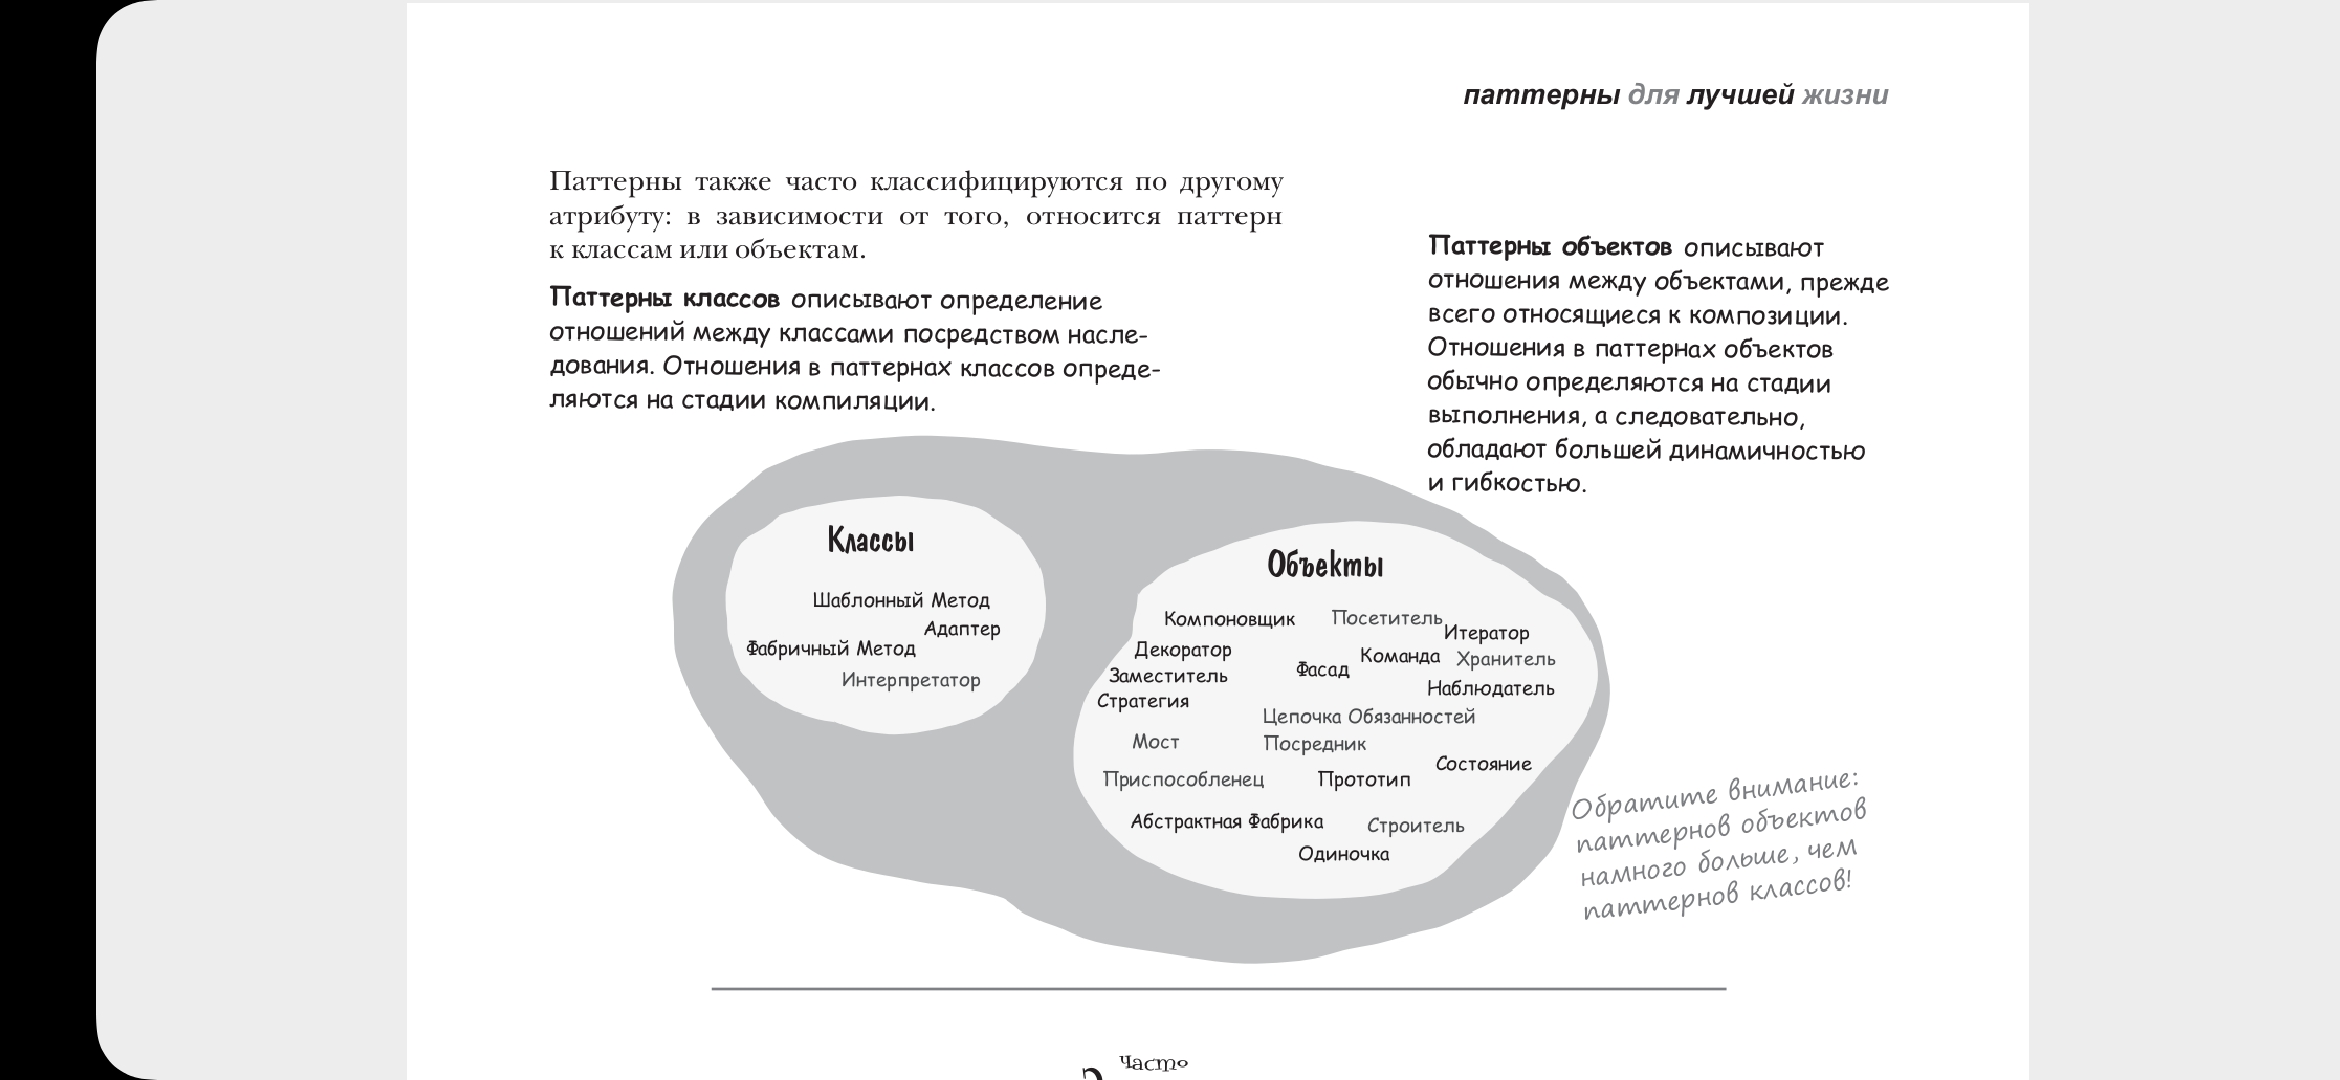 паттерны для лучшей жизни
Паттерны также часто классифицируются по другому
атрибуту: в зависимости от того, относится паттерн
к классам или объектам.
Паттерны классов описывают определение
отношений между классами посредством насле-
дования. Отношения в паттернах классов опреде-
ляются на стадии компиляции.
Паттерны объектов описывают
отношения между объектами, прежде
всего относящиеся к композиции.
Отношения в паттернах объектов
обычно определяются на стадии
выполнения, а следовательно,
обладают большей динамичностью
и гибкостью.
Классы
Шаблонный Метод
Адаптер
Фабричный Метод
Интерпретатор
Объекты
Компоновщик
Посетитель
Итератор
Декоратор
Команда
Хранитель
Заместитель
Фасад
Наблюдатель
Стратегия
Цепочка Обязанностей
Мост
Посредник
Состояние
Приспособленец
Прототип
Абстрактная Фабрика
Строитель
Одиночка
Обратите внимание:
паттернов объектов
намного больше, чем
паттернов классов!
Часто